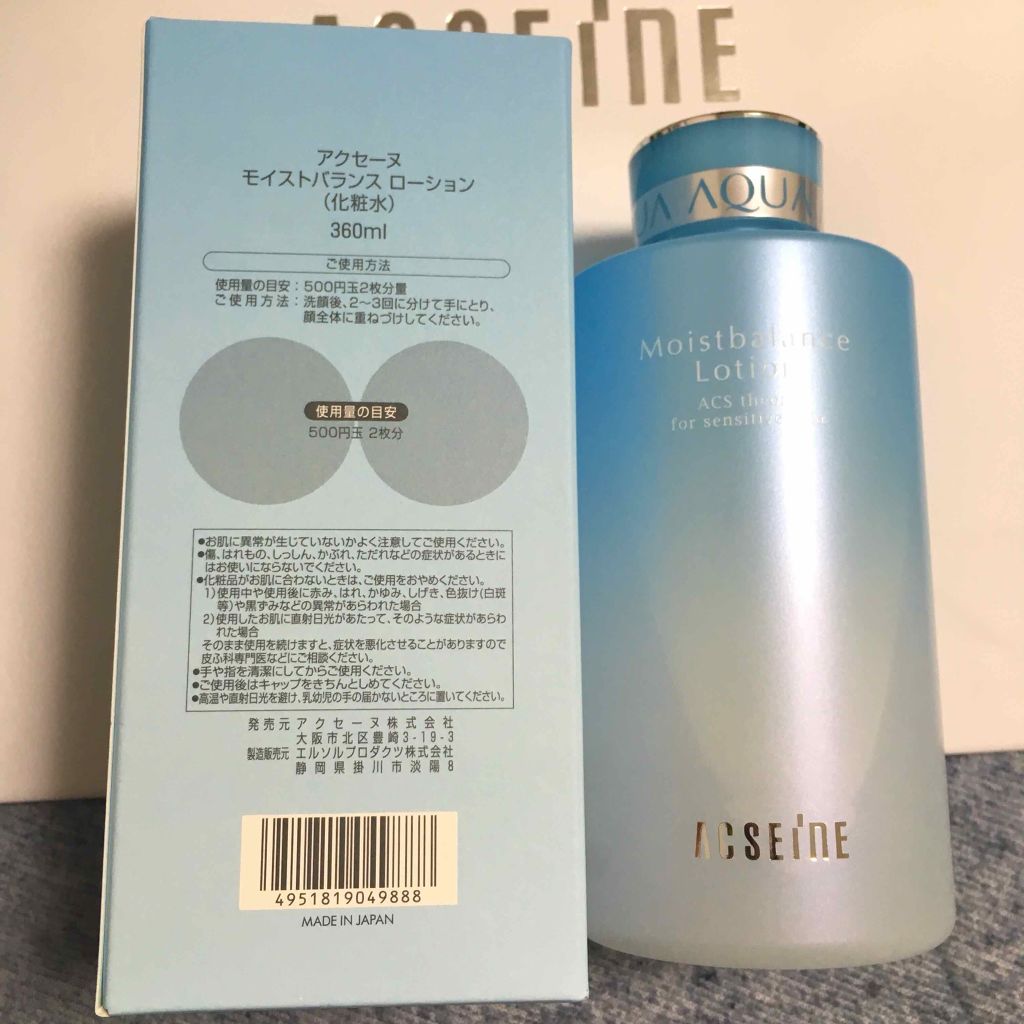 ACSEINE
アクセーヌ
モイストバランス ローション
(化粧水)
360ml
ご使用方法
使用量の目安:500円玉2枚分量
ご使用方法:洗顔後、2〜3回に分けて手にとり、
顔全体に重ねづけしてください。
使用量の目安
500円玉 2枚分
●お肌に異常が生じていないかよく注意してご使用ください。
●傷、はれもの、しっしん、かぶれ、ただれなどの症状があるときに
はお使いにならないでください。
●化粧品がお肌に合わないときは、ご使用をおやめください。
1)使用中や使用後に赤み、はれ、かゆみ、しげき、色抜け(白斑
等)や黒ずみなどの異常があらわれた場合
2)使用したお肌に直射日光があたって、そのような症状があらわ
れた場合
そのまま使用を続けますと、症状を悪化させることがありますので
皮ふ科専門医などにご相談ください。
●手や指を清潔にしてからご使用ください。
●ご使用後はキャップをきちんとしめてください。
●高温や直射日光を避け、乳幼児の手の届かないところに置いてください。
発売元 アクセーヌ株式会社
大阪市北区豊崎3-19-3
製造販売元 エルソルプロダクツ株式会社
静岡県掛川市淡陽8
4951819049888
MADE IN JAPAN
AQUA
Moistbalance
Lotion
ACS
for sensitive
ACSEINE